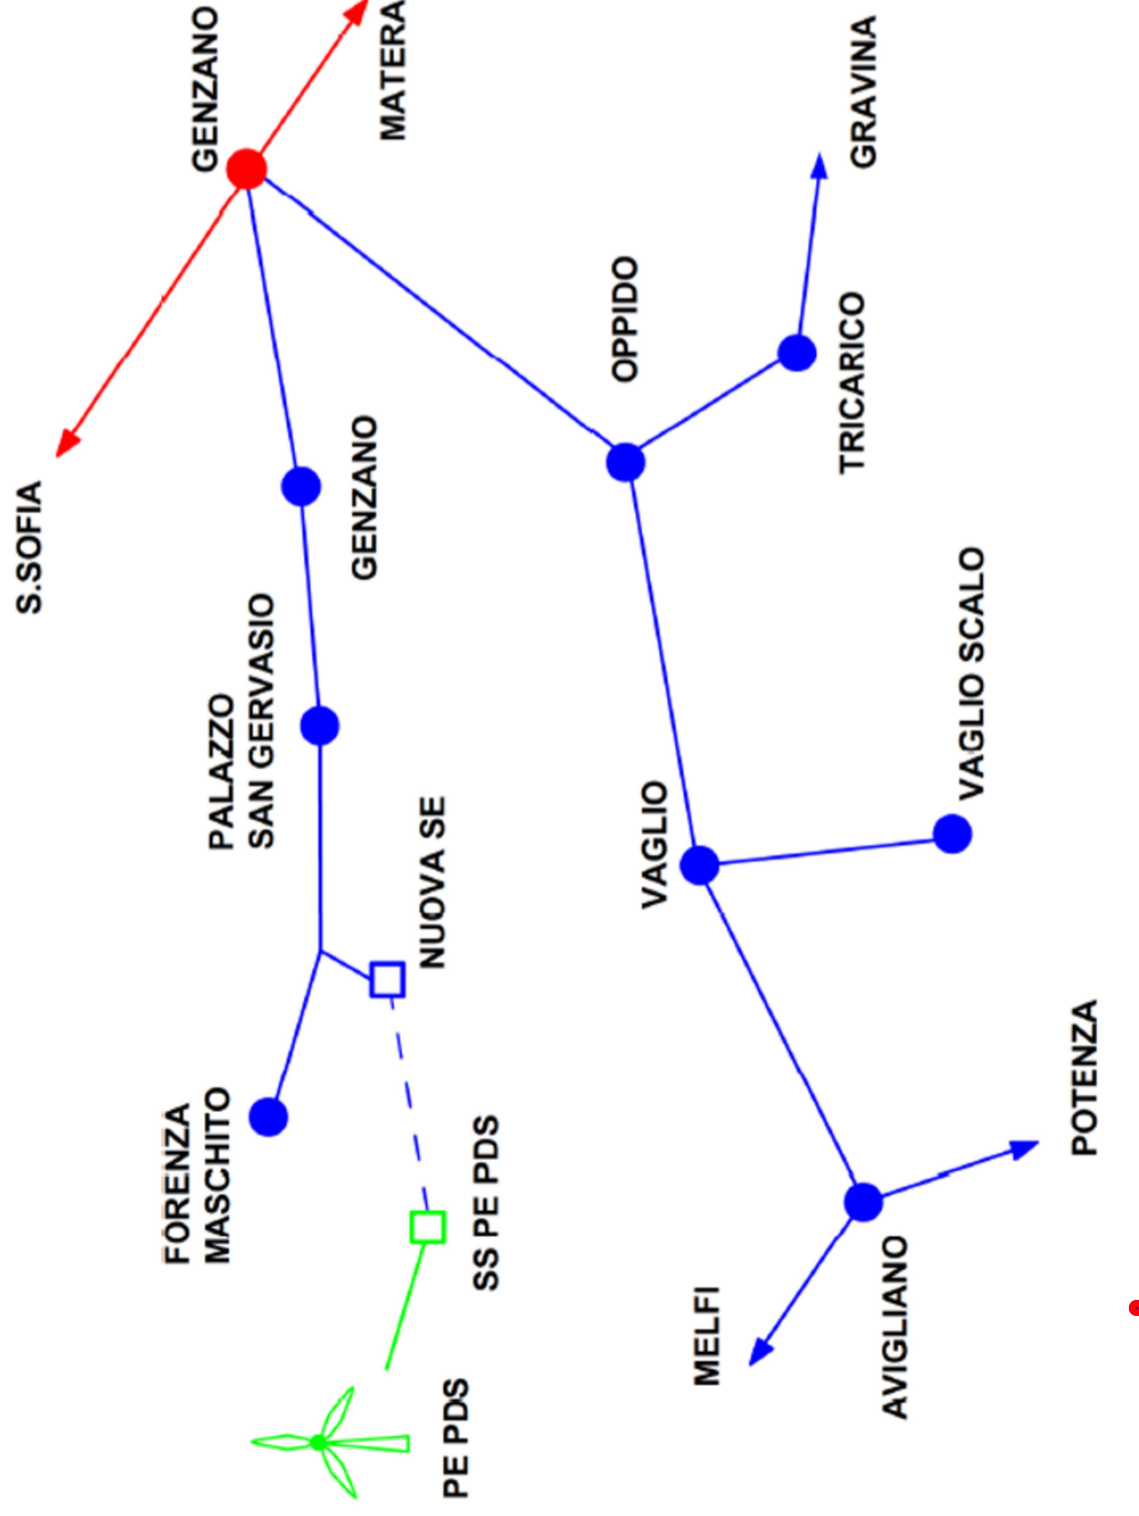 S.SOFIA
GENZANO
MATERA
PALAZZO
SAN GERVASIO
GENZANO
FORENZA
MASCHITO
NUOVA SE
SS PE PDS
PE PDS
OPPIDO
GRAVINA
TRICARICO
VAGLIO
VAGLIO SCALO
MELFI
AVIGLIANO
POTENZA